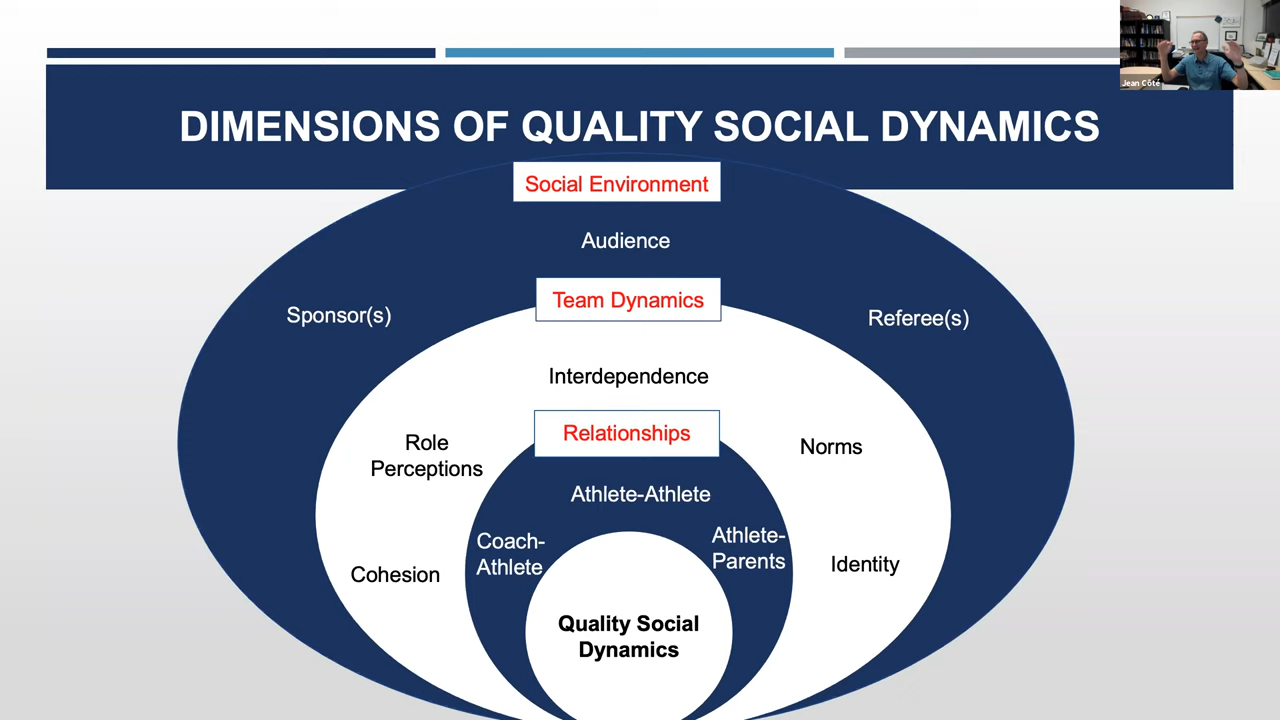 DIMENSIONS OF QUALITY SOCIAL DYNAMICS
Jean Côté
Social Environment
Audience
Sponsor(s)
Referee(s)
Team Dynamics
Interdependence
Role
Perceptions
Norms
Cohesion
Identity
Relationships
Athlete-Athlete
Coach-
Athlete
Athlete-
Parents
Quality Social
Dynamics